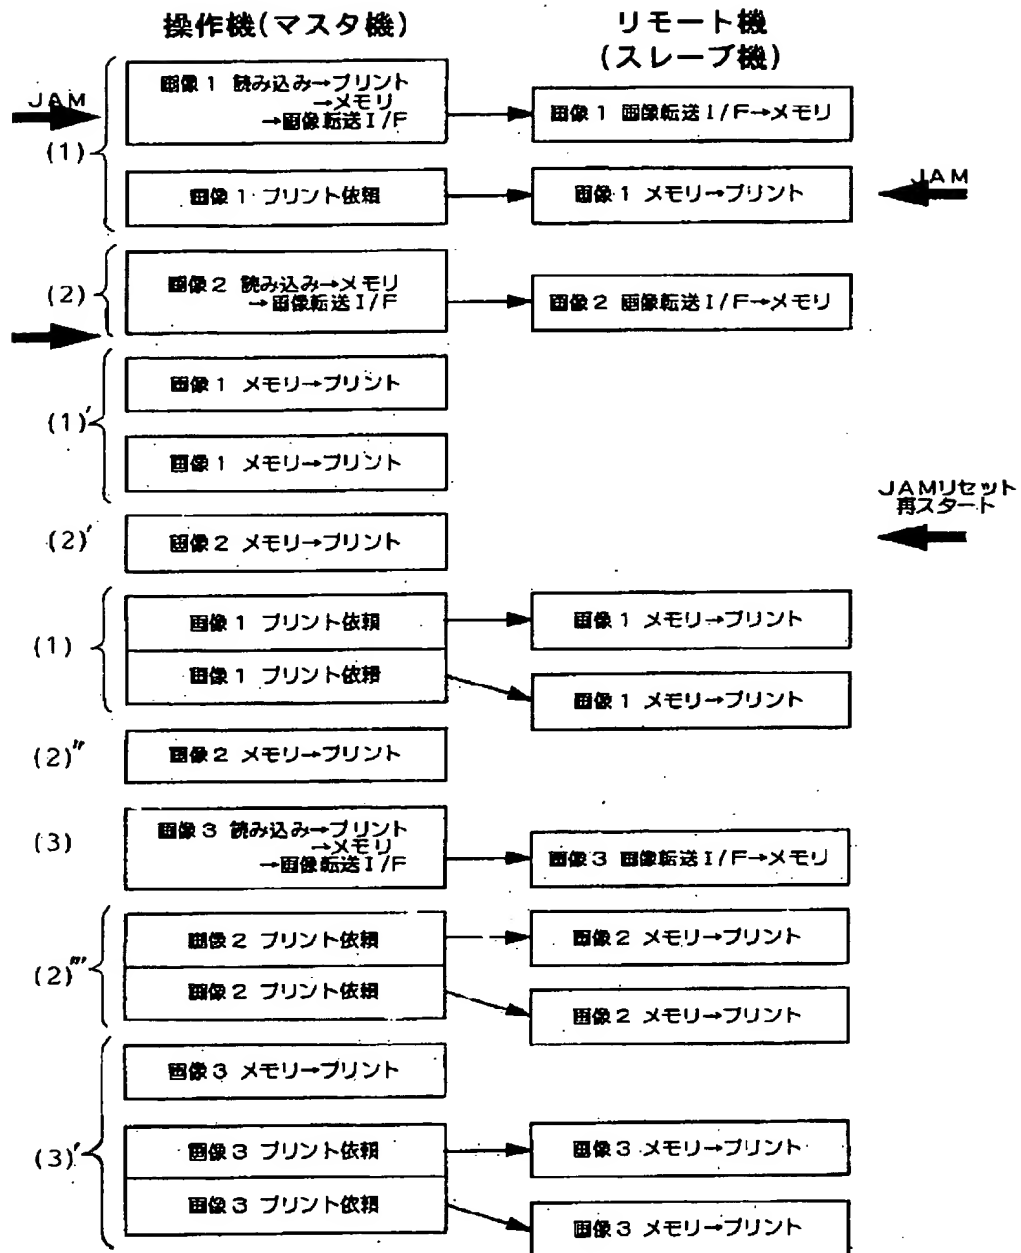 操作機(マスタ機)
リモート機
(スレーブ機)
JAM
(1)
画像1 読み込み→プリント
→メモリ
→画像転送I/F
画像1 画像転送I/F→メモリ
画像1 プリント依頼
画像1 メモリ→プリント
JAM
(2)
画像2 読み込み→メモリ
→画像転送I/F
画像2 画像転送I/F→メモリ
(1)′
画像1 メモリ→プリント
画像1 メモリ→プリント
JAMリセット
再スタート
(2)′
画像2 メモリ→プリント
(1)
画像1 プリント依頼
画像1 メモリ→プリント
画像1 プリント依頼
画像1 メモリ→プリント
(2)″
画像2 メモリ→プリント
(3)
画像3 読み込み→プリント
→メモリ
→画像転送I/F
画像3 画像転送I/F→メモリ
(2)‴
画像2 プリント依頼
画像2 メモリ→プリント
画像2 プリント依頼
画像2 メモリ→プリント
(3)′
画像3 メモリ→プリント
画像3 プリント依頼
画像3 メモリ→プリント
画像3 プリント依頼
画像3 メモリ→プリント